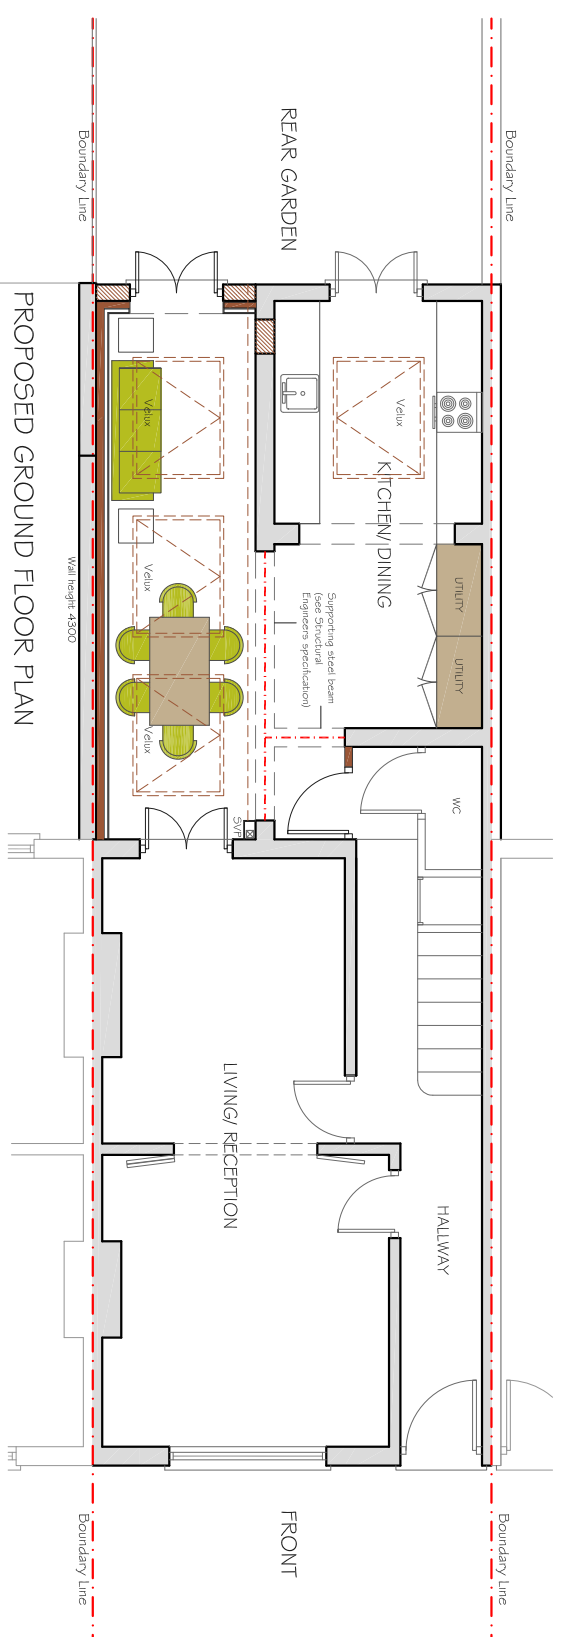 Boundary Line
Boundary Line
REAR GARDEN
PROPOSED GROUND FLOOR PLAN
Velux
Velux
KITCHEN/ DINING
Wall height 4300
Velux
Supporting steel beam
(see Structural
Engineers specification)
UTILITY
UTILITY
Velux
SVP
WC
LIVING/ RECEPTION
HALLWAY
FRONT
Boundary Line
Boundary Line